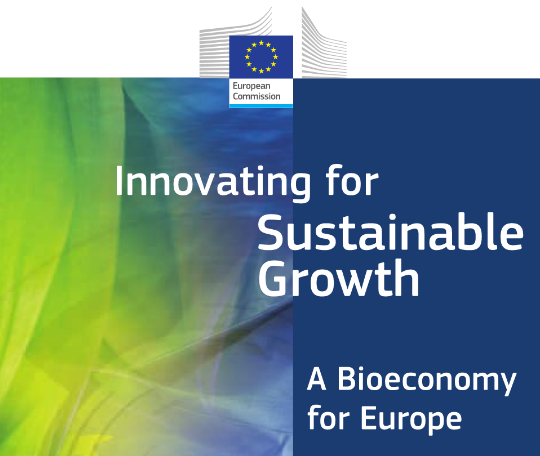 European
Commission
Innovating for
Sustainable
Growth
A Bioeconomy
for Europe